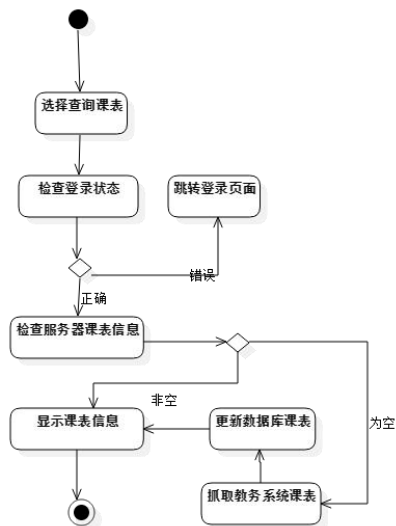 选择查询课表
检查登录状态
跳转登录页面
错误
正确
检查服务器课表信息
非空
为空
显示课表信息
更新数据库课表
抓取教务系统课表